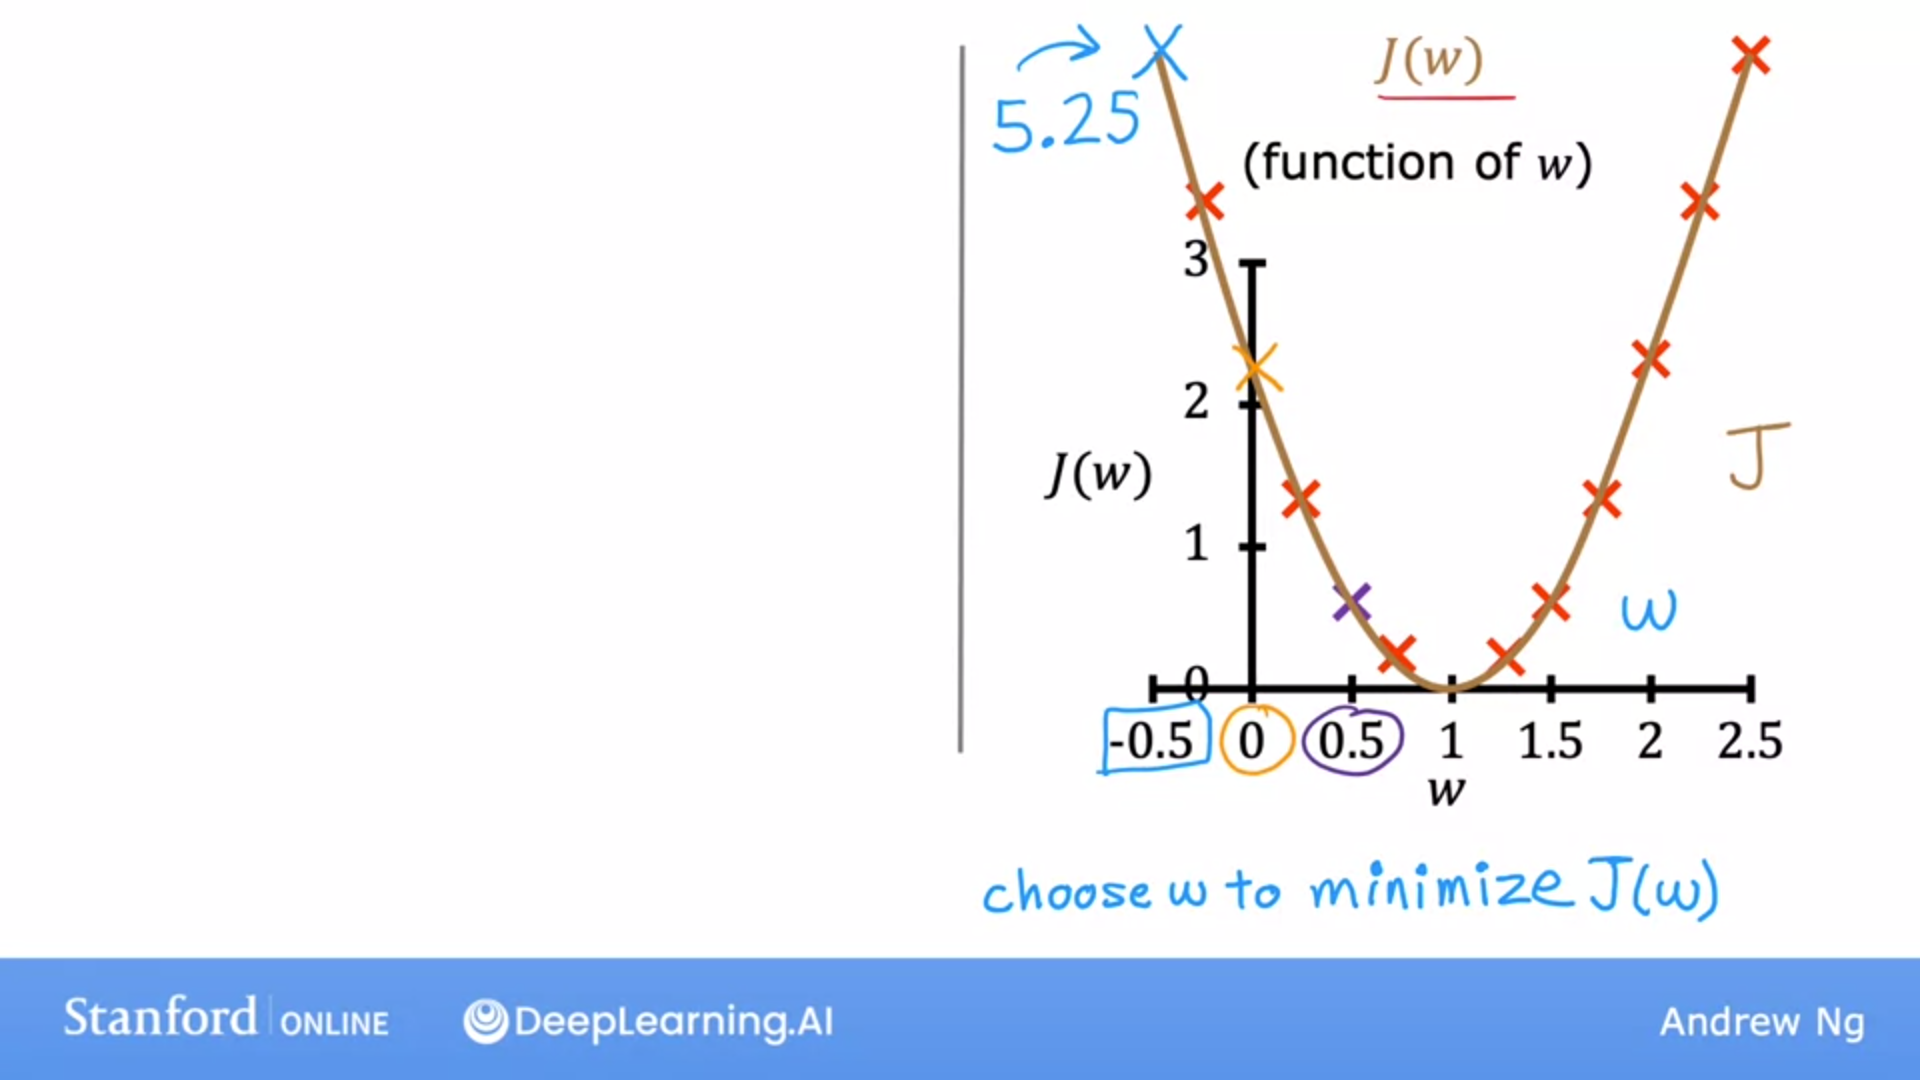 J(w)
5.25
(function of w)
3
2
J(w)
J
1
w
0
-0.5 0 0.5 1 1.5 2 2.5
w
choose w to minimize J(w)
Stanford | ONLINE DeepLearning.AI Andrew Ng